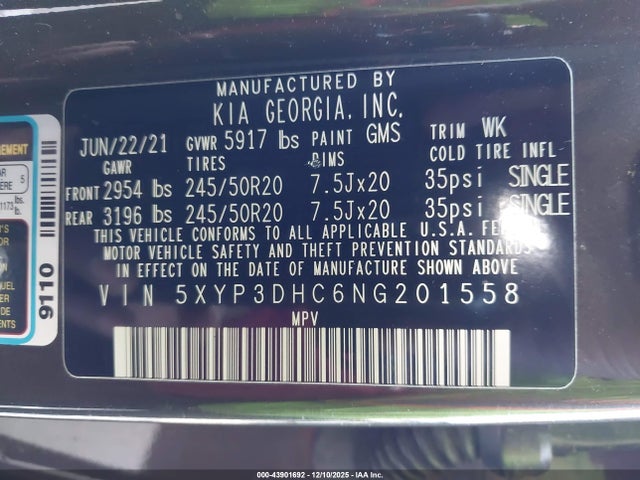 MANUFACTURED BY
KIA GEORGIA, INC.
JUN/22/21 GVWR 5917 lbs PAINT GMS TRIM WK
GAWR TIRES RIMS COLD TIRE INFL
FRONT 2954 lbs 245/50R20 7.5Jx20 35psi SINGLE
REAR 3196 lbs 245/50R20 7.5Jx20 35psi SINGLE
THIS VEHICLE CONFORMS TO ALL APPLICABLE U.S.A. FEDERAL
MOTOR VEHICLE SAFETY AND THEFT PREVENTION STANDARDS
IN EFFECT ON THE DATE OF MANUFACTURE SHOWN ABOVE
VIN 5XYP3DHC6NG201558
MPV
5
1173 lbs.
9110
000-43901692 - 12/10/2025 - IAA Inc.